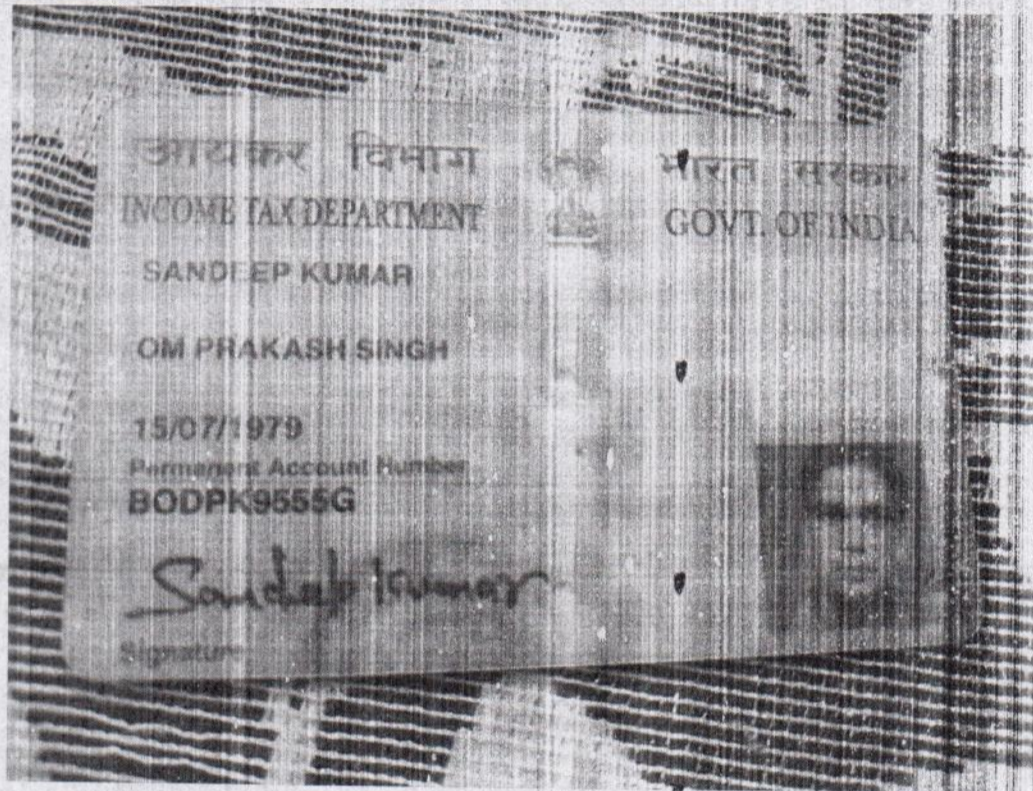 आयकर विभाग भारत सरकार
INCOME TAX DEPARTMENT GOVT. OF INDIA
SANDEEP KUMAR
OM PRAKASH SINGH
15/07/1979
Permanent Account Number
BODPK9555G
Sandeep Kumar
Signature